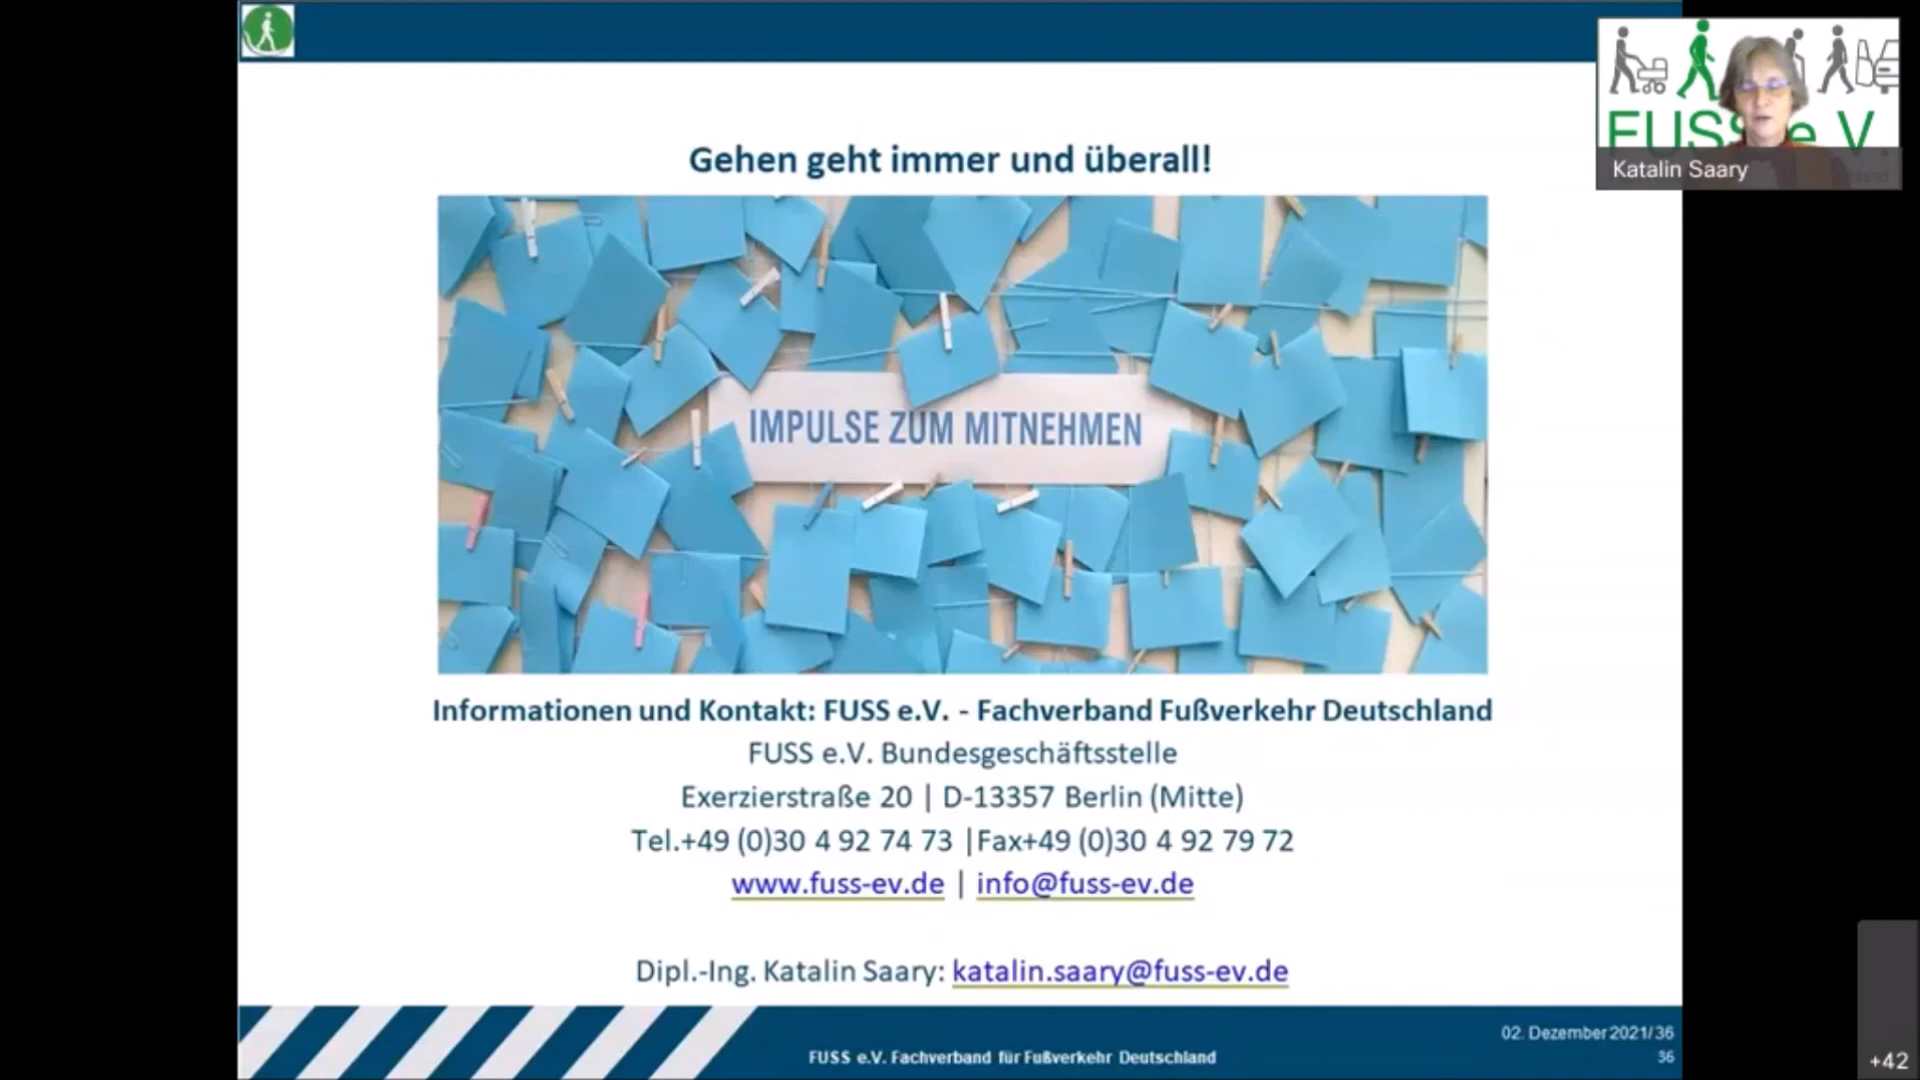 Gehen geht immer und überall!
IMPULSE ZUM MITNEHMEN
Informationen und Kontakt: FUSS e.V. - Fachverband Fußverkehr Deutschland
FUSS e.V. Bundesgeschäftsstelle
Exerzierstraße 20 | D-13357 Berlin (Mitte)
Tel.+49 (0)30 4 92 74 73 |Fax+49 (0)30 4 92 79 72
www.fuss-ev.de | info@fuss-ev.de
Dipl.-Ing. Katalin Saary: katalin.saary@fuss-ev.de
02. Dezember 2021/36
FUSS e.V. Fachverband für Fußverkehr Deutschland
36
FUSS e.V.
Katalin Saary
+42